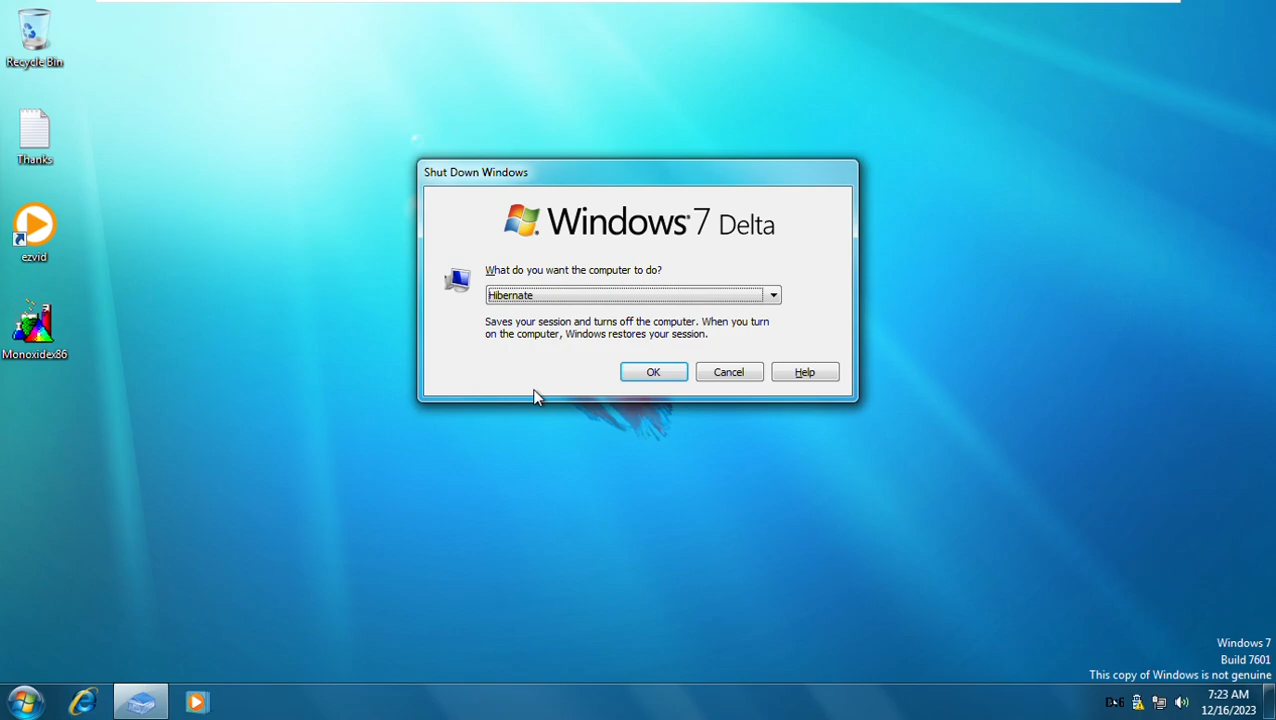 Recycle Bin
Thanks
ezvid
Monoxidex86
Shut Down Windows
Windows 7 Delta
What do you want the computer to do?
Hibernate
Saves your session and turns off the computer. When you turn
on the computer, Windows restores your session.
OK
Cancel
Help
Windows 7
Build 7601
This copy of Windows is not genuine
7:23 AM
12/16/2023